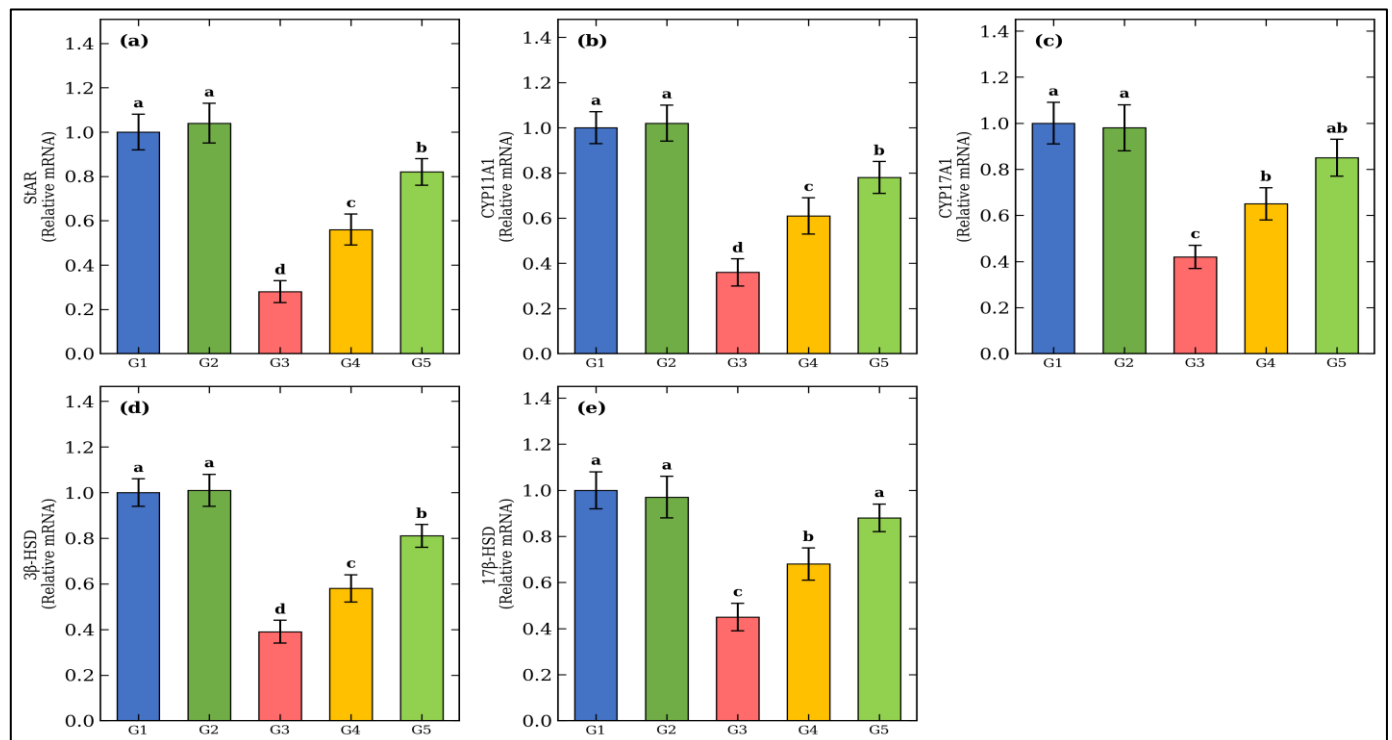 (a)
StAR
(Relative mRNA)
1.4
1.2
1.0
0.8
0.6
0.4
0.2
0.0
a
a
d
c
b
G1 G2 G3 G4 G5
(b)
CYP11A1
(Relative mRNA)
1.4
1.2
1.0
0.8
0.6
0.4
0.2
0.0
a
a
d
c
b
G1 G2 G3 G4 G5
(c)
CYP17A1
(Relative mRNA)
1.4
1.2
1.0
0.8
0.6
0.4
0.2
0.0
a
a
c
b
ab
G1 G2 G3 G4 G5
(d)
3β-HSD
(Relative mRNA)
1.4
1.2
1.0
0.8
0.6
0.4
0.2
0.0
a
a
d
c
b
G1 G2 G3 G4 G5
(e)
17β-HSD
(Relative mRNA)
1.4
1.2
1.0
0.8
0.6
0.4
0.2
0.0
a
a
c
b
a
G1 G2 G3 G4 G5